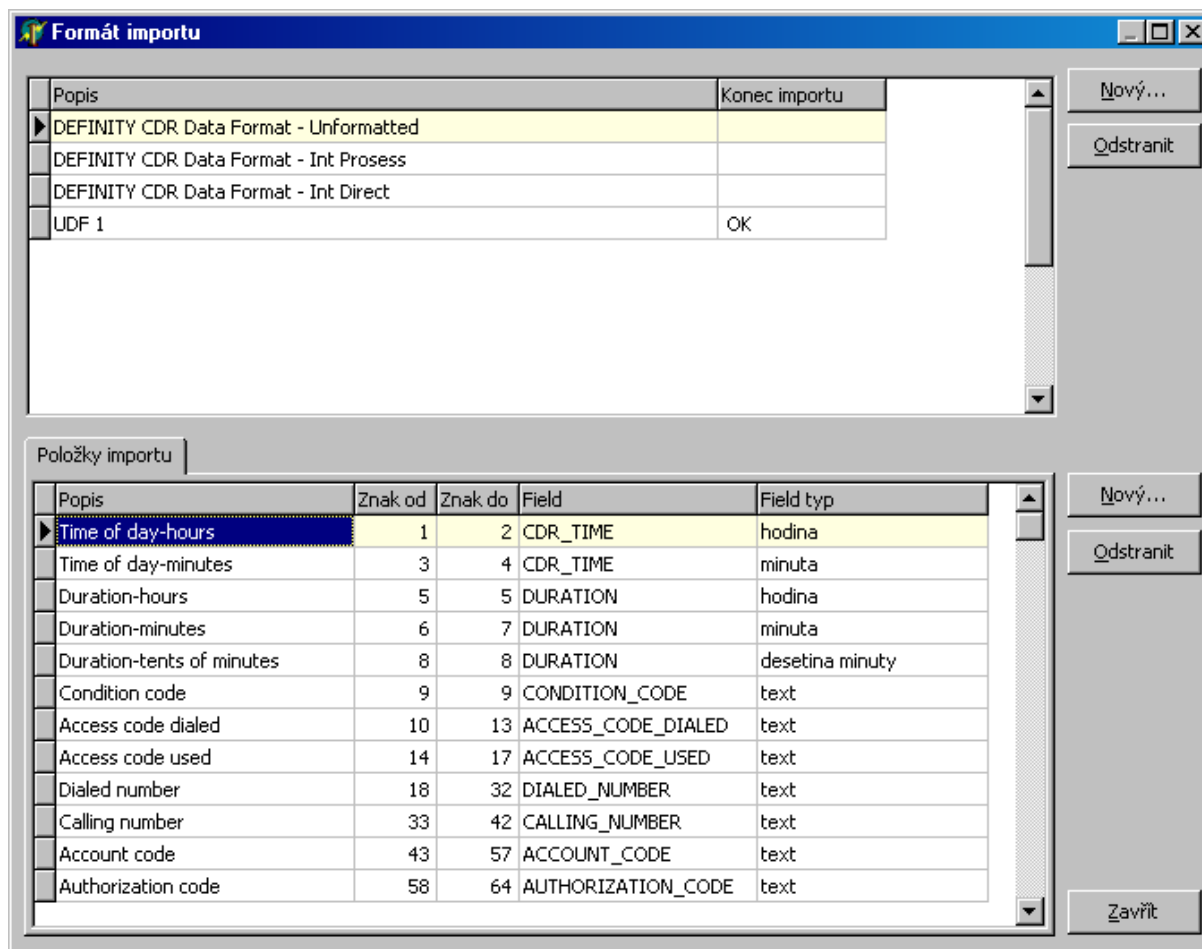 Formát importu
Popis Konec importu
Nový...
DEFINITY CDR Data Format - Unformatted
Odstranit
DEFINITY CDR Data Format - Int Prosess
DEFINITY CDR Data Format - Int Direct
UDF 1 OK
Položky importu
Popis Znak od Znak do Field Field typ
Nový...
Time of day-hours 1 2 CDR_TIME hodina
Odstranit
Time of day-minutes 3 4 CDR_TIME minuta
Duration-hours 5 5 DURATION hodina
Duration-minutes 6 7 DURATION minuta
Duration-tents of minutes 8 8 DURATION desetina minuty
Condition code 9 9 CONDITION_CODE text
Access code dialed 10 13 ACCESS_CODE_DIALED text
Access code used 14 17 ACCESS_CODE_USED text
Dialed number 18 32 DIALED_NUMBER text
Calling number 33 42 CALLING_NUMBER text
Account code 43 57 ACCOUNT_CODE text
Authorization code 58 64 AUTHORIZATION_CODE text
Zavřít